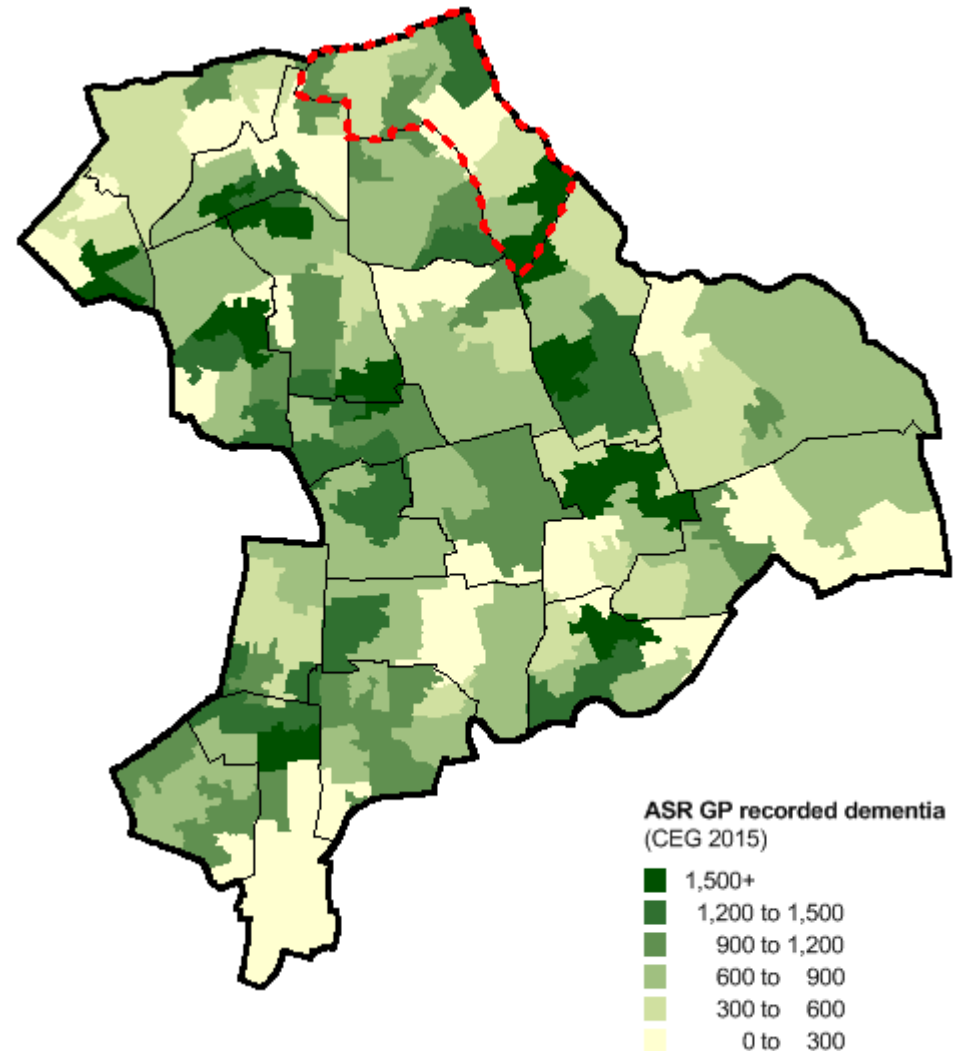 ASR GP recorded dementia
(CEG 2015)
1,500+
1,200 to 1,500
900 to 1,200
600 to 900
300 to 600
0 to 300